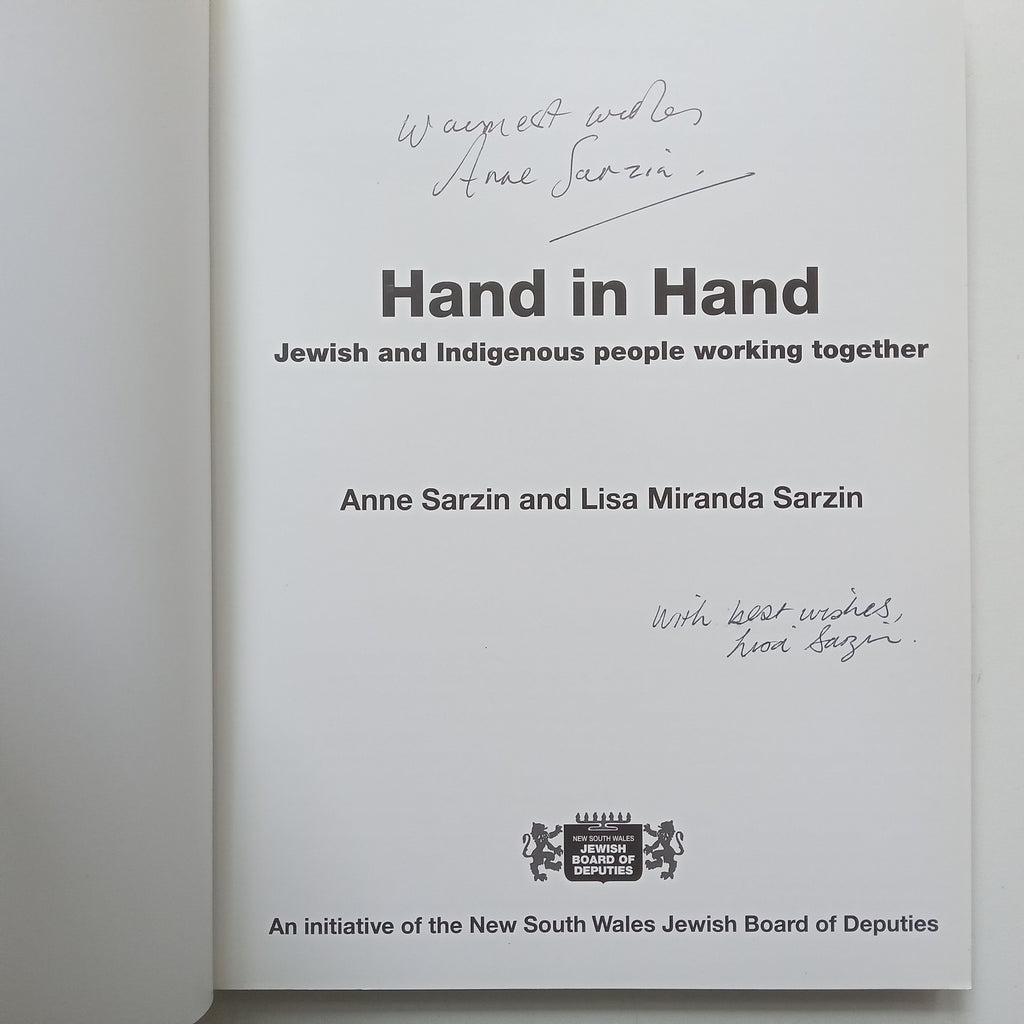 Warmest wishes
Anne Sarzin.
Hand in Hand
Jewish and Indigenous people working together
Anne Sarzin and Lisa Miranda Sarzin
With best wishes,
Lisa Sarzin.
NEW SOUTH WALES
JEWISH
BOARD OF
DEPUTIES
An initiative of the New South Wales Jewish Board of Deputies